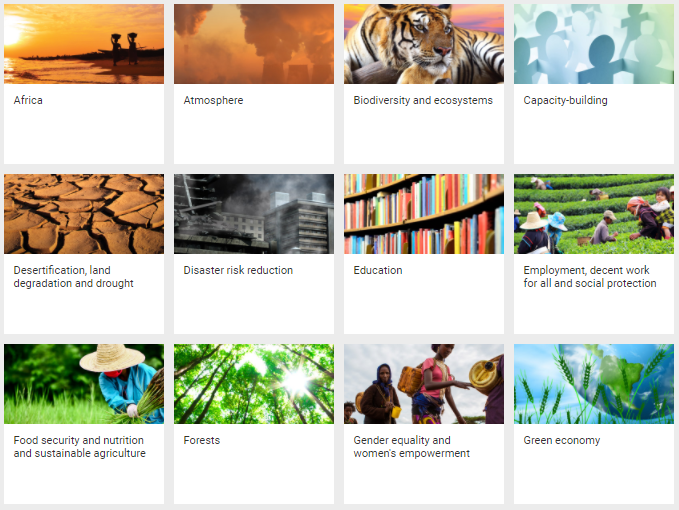 Africa
Atmosphere
Biodiversity and ecosystems
Capacity-building
Desertification, land
degradation and drought
Disaster risk reduction
Education
Employment, decent work
for all and social protection
Food security and nutrition
and sustainable agriculture
Forests
Gender equality and
women's empowerment
Green economy